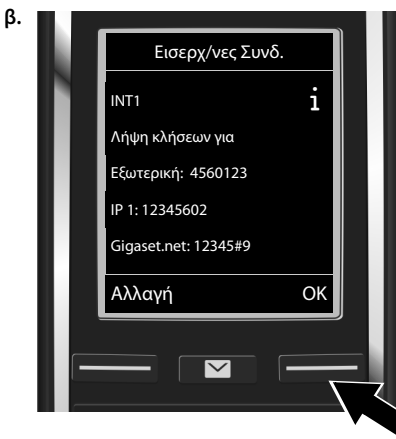 β.
Εισερχ/νες Συνδ.
INT1
i
Λήψη κλήσεων για
Εξωτερική: 4560123
IP 1: 12345602
Gigaset.net: 12345#9
Αλλαγή OK